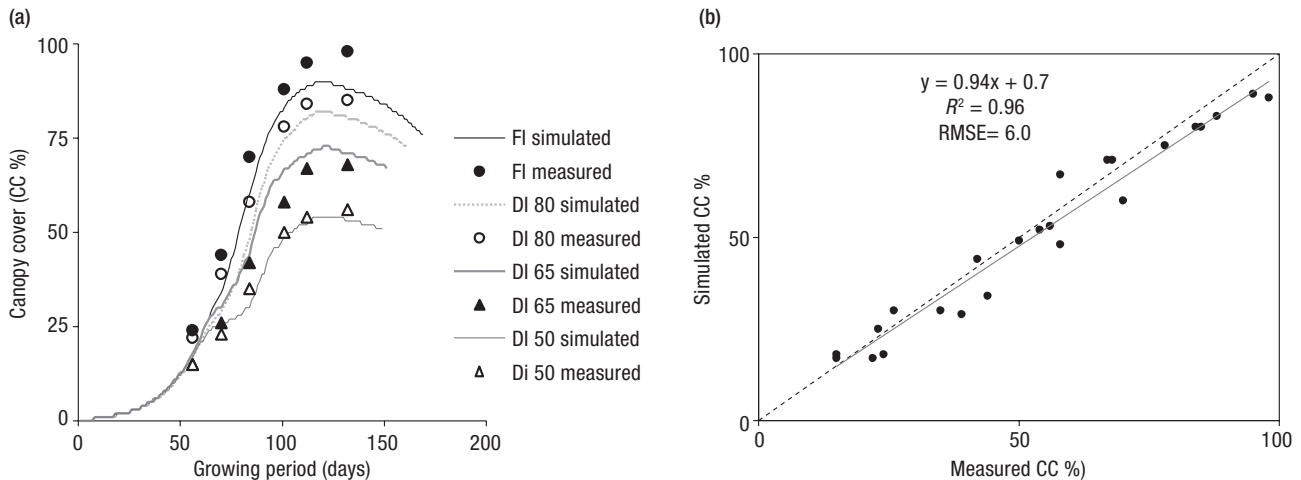 (a)
100
75
50
25
0
Canopy cover (CC %)
50
100
150
200
Growing period (days)
FI simulated
FI measured
DI 80 simulated
DI 80 measured
DI 65 simulated
DI 65 measured
DI 50 simulated
Di 50 measured
(b)
100
50
0
Simulated CC %
y = 0.94x + 0.7
R² = 0.96
RMSE= 6.0
0
50
100
Measured CC %)